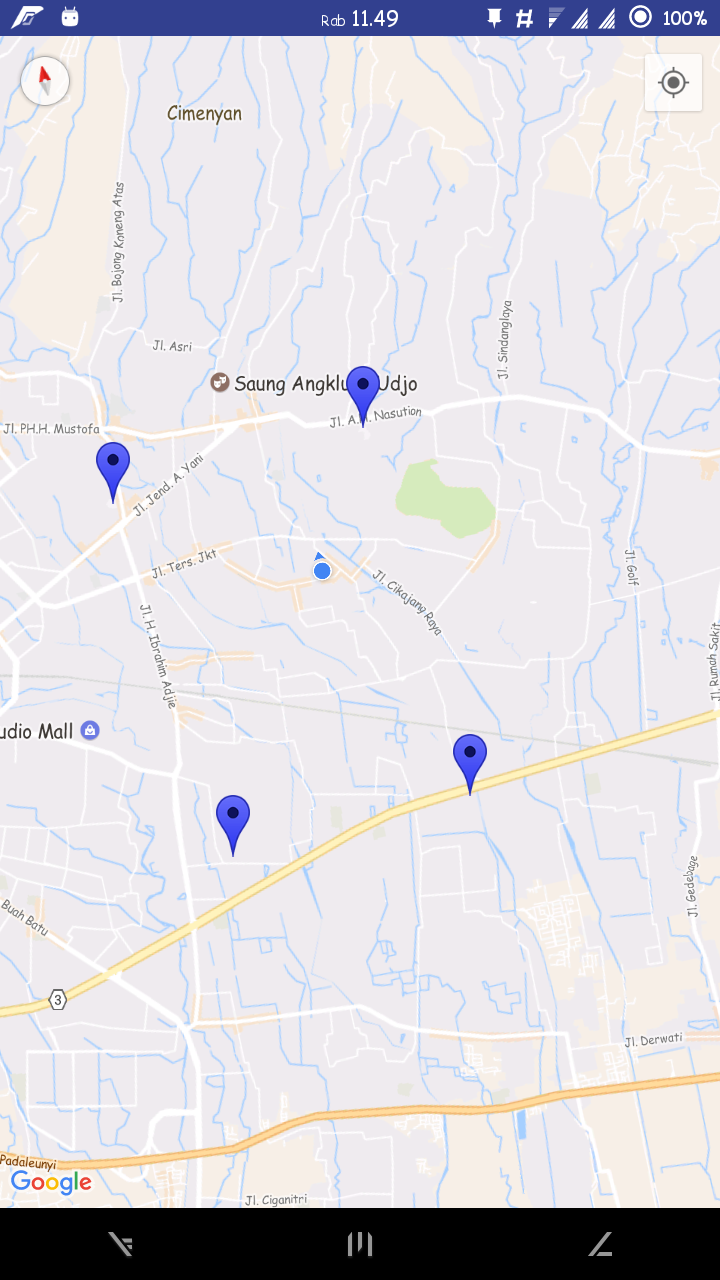 Rab 11.49
100%
Cimenyan
Jl. Bojong Koneng Atas
Jl. Asri
Jl. Sindanglaya
Saung Angklu Udjo
Jl. A.H. Nasution
Jl. PH.H. Mustofa
Jl. Jend. A. Yani
Jl. Ters. Jkt
Jl. Cikajang Raya
Jl. Golf
Jl. H. Ibrahim Adjie
Jl. Rumah Sakit
udio Mall
Jl. Gedebage
Buah Batu
3
Jl. Derwati
Padaleunyi
Google
Jl. Ciganitri